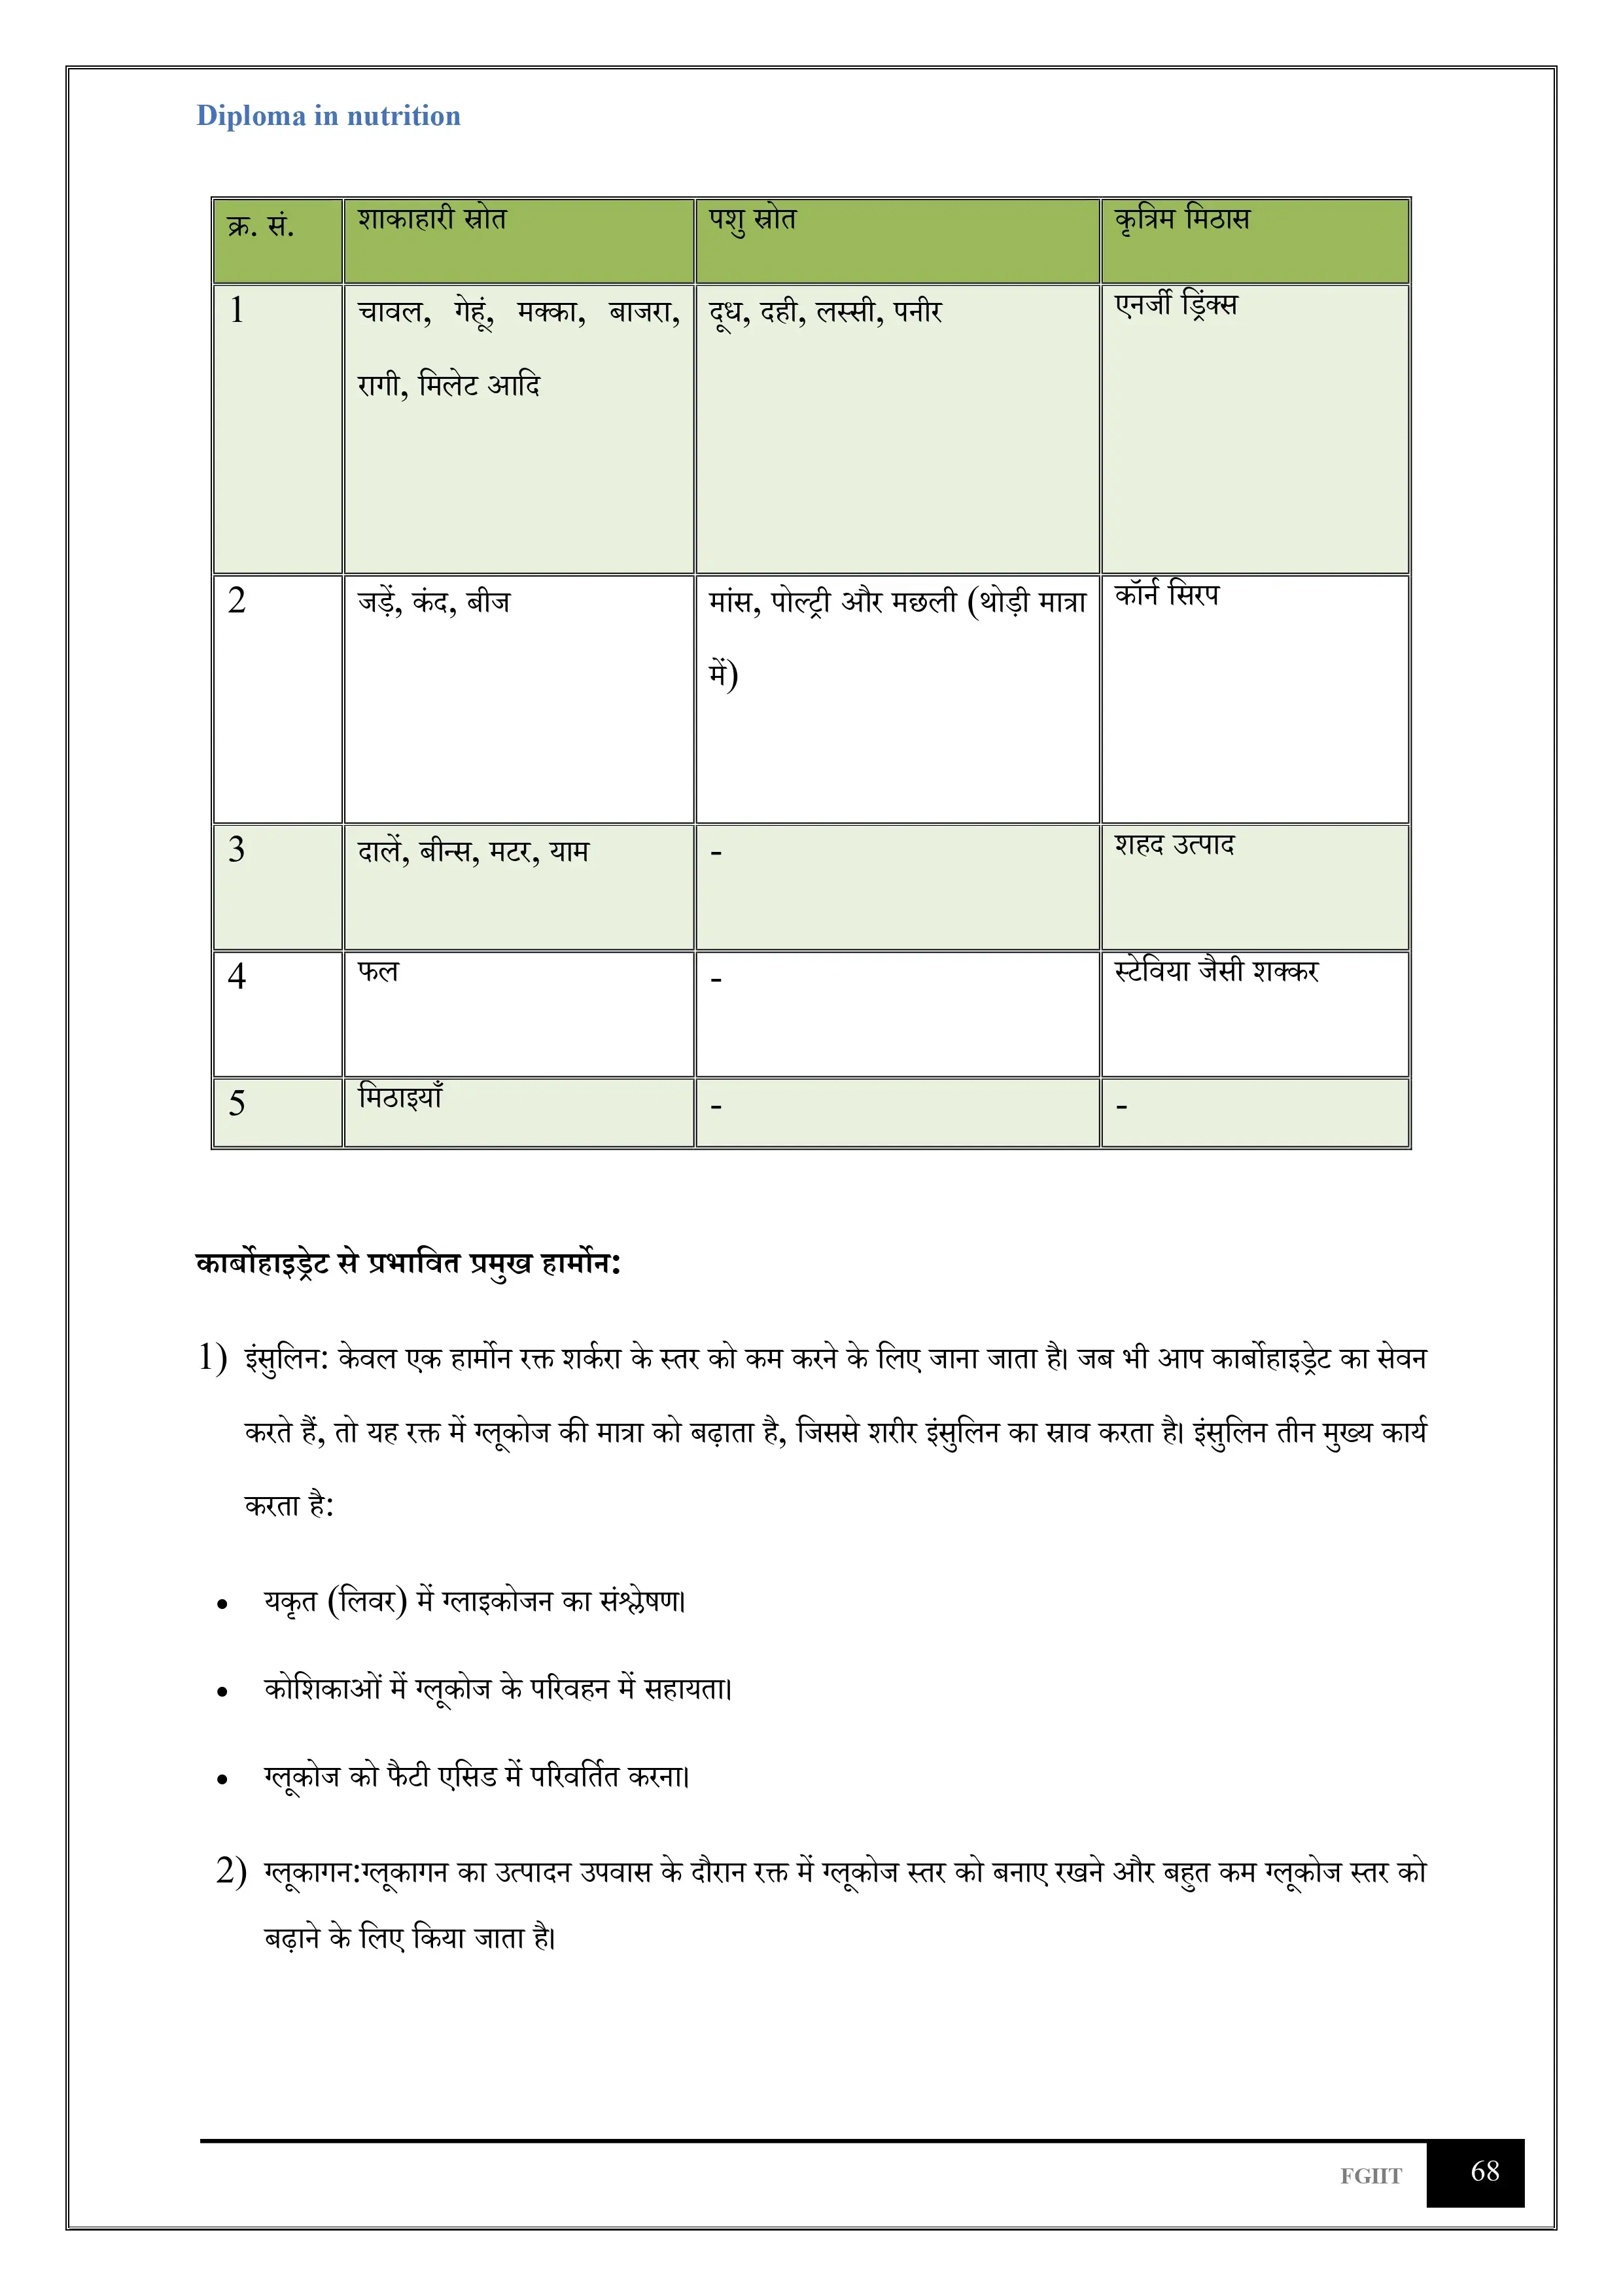 Diploma in nutrition
क्र. सं. शाकाहारी स्रोत पशु स्रोत कृत्रिम मिठास
1 चावल, गेहूं, मक्का, बाजरा, दूध, दही, लस्सी, पनीर एनर्जी ड्रिंक्स
रागी, मिलेट आदि
2 जड़ें, कंद, बीज मांस, पोल्ट्री और मछली (थोड़ी मात्रा कॉर्न सिरप
में)
3 दालें, बीन्स, मटर, याम - शहद उत्पाद
4 फल - स्टेविया जैसी शक्कर
5 मिठाइयाँ - -
कार्बोहाइड्रेट से प्रभावित प्रमुख हार्मोन:
1) इंसुलिन: केवल एक हार्मोन रक्त शर्करा के स्तर को कम करने के लिए जाना जाता है। जब भी आप कार्बोहाइड्रेट का सेवन
करते हैं, तो यह रक्त में ग्लूकोज की मात्रा को बढ़ाता है, जिससे शरीर इंसुलिन का स्राव करता है। इंसुलिन तीन मुख्य कार्य
करता है:
• यकृत (लिवर) में ग्लाइकोजन का संश्लेषण।
• कोशिकाओं में ग्लूकोज के परिवहन में सहायता।
• ग्लूकोज को फैटी एसिड में परिवर्तित करना।
2) ग्लूकागन:ग्लूकागन का उत्पादन उपवास के दौरान रक्त में ग्लूकोज स्तर को बनाए रखने और बहुत कम ग्लूकोज स्तर को
बढ़ाने के लिए किया जाता है।
FGIIT 68